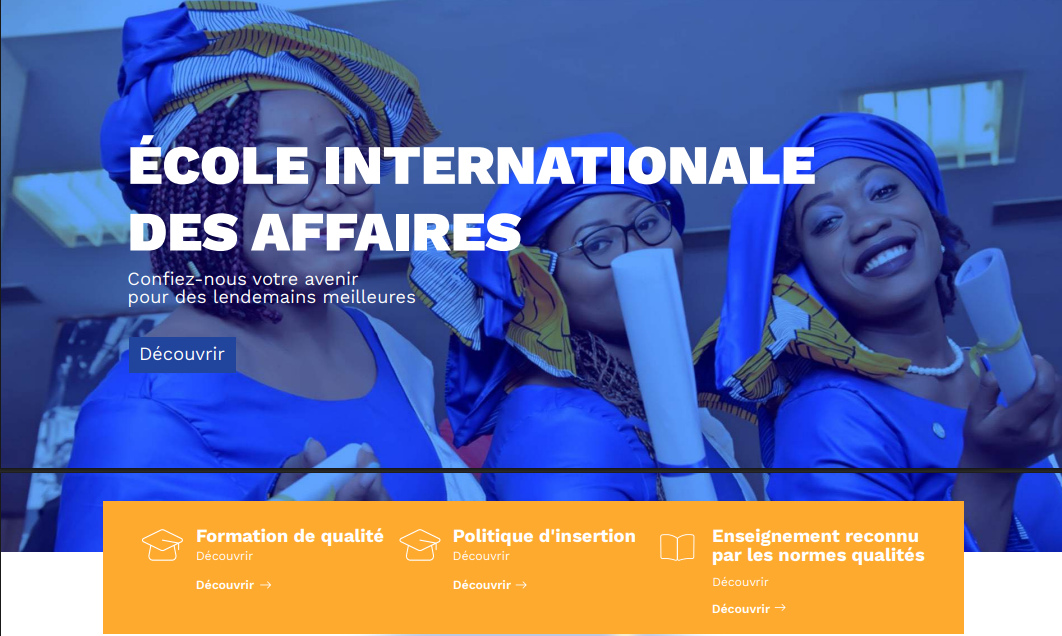 ÉCOLE INTERNATIONALE
DES AFFAIRES
Confiez-nous votre avenir
pour des lendemains meilleures
Découvrir
Formation de qualité
Découvrir
Découvrir →
Politique d'insertion
Découvrir
Découvrir →
Enseignement reconnu
par les normes qualités
Découvrir
Découvrir →